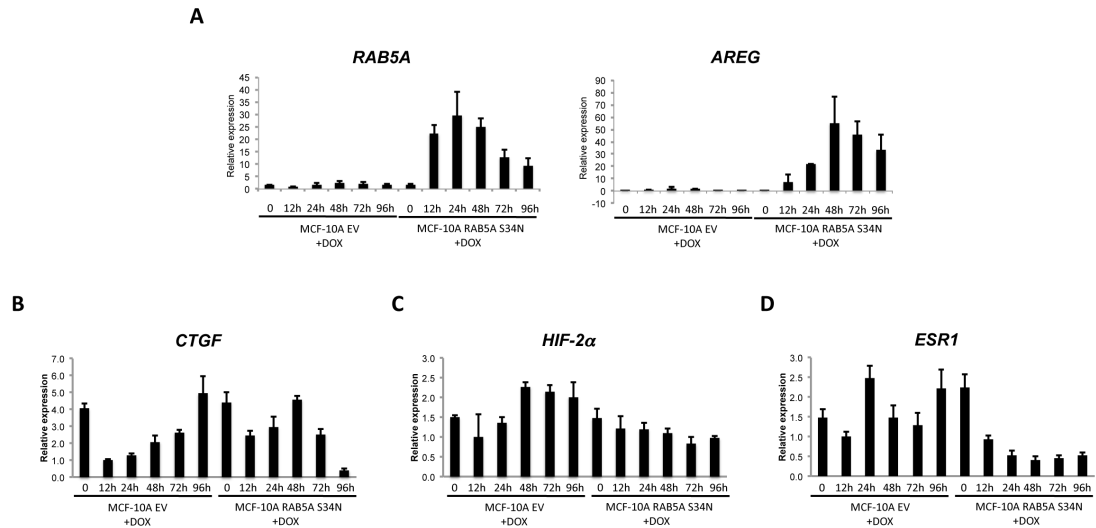 A
RAB5A
Relative expression
45
40
35
30
25
20
15
10
5
0
0 12h 24h 48h 72h 96h 0 12h 24h 48h 72h 96h
MCF-10A EV MCF-10A RAB5A S34N
+DOX +DOX
AREG
Relative expression
90
80
70
60
50
40
30
20
10
0
-10
0 12h 24h 48h 72h 96h 0 12h 24h 48h 72h 96h
MCF-10A EV MCF-10A RAB5A S34N
+DOX +DOX
B
CTGF
Relative expression
7.0
6.0
5.0
4.0
3.0
2.0
1.0
0.0
0 12h 24h 48h 72h 96h 0 12h 24h 48h 72h 96h
MCF-10A EV MCF-10A RAB5A S34N
+DOX +DOX
C
HIF-2α
Relative expression
3.0
2.5
2.0
1.5
1.0
0.5
0.0
0 12h 24h 48h 72h 96h 0 12h 24h 48h 72h 96h
MCF-10A EV MCF-10A RAB5A S34N
+DOX +DOX
D
ESR1
Relative expression
3.0
2.5
2.0
1.5
1.0
0.5
0.0
0 12h 24h 48h 72h 96h 0 12h 24h 48h 72h 96h
MCF-10A EV MCF-10A RAB5A S34N
+DOX +DOX